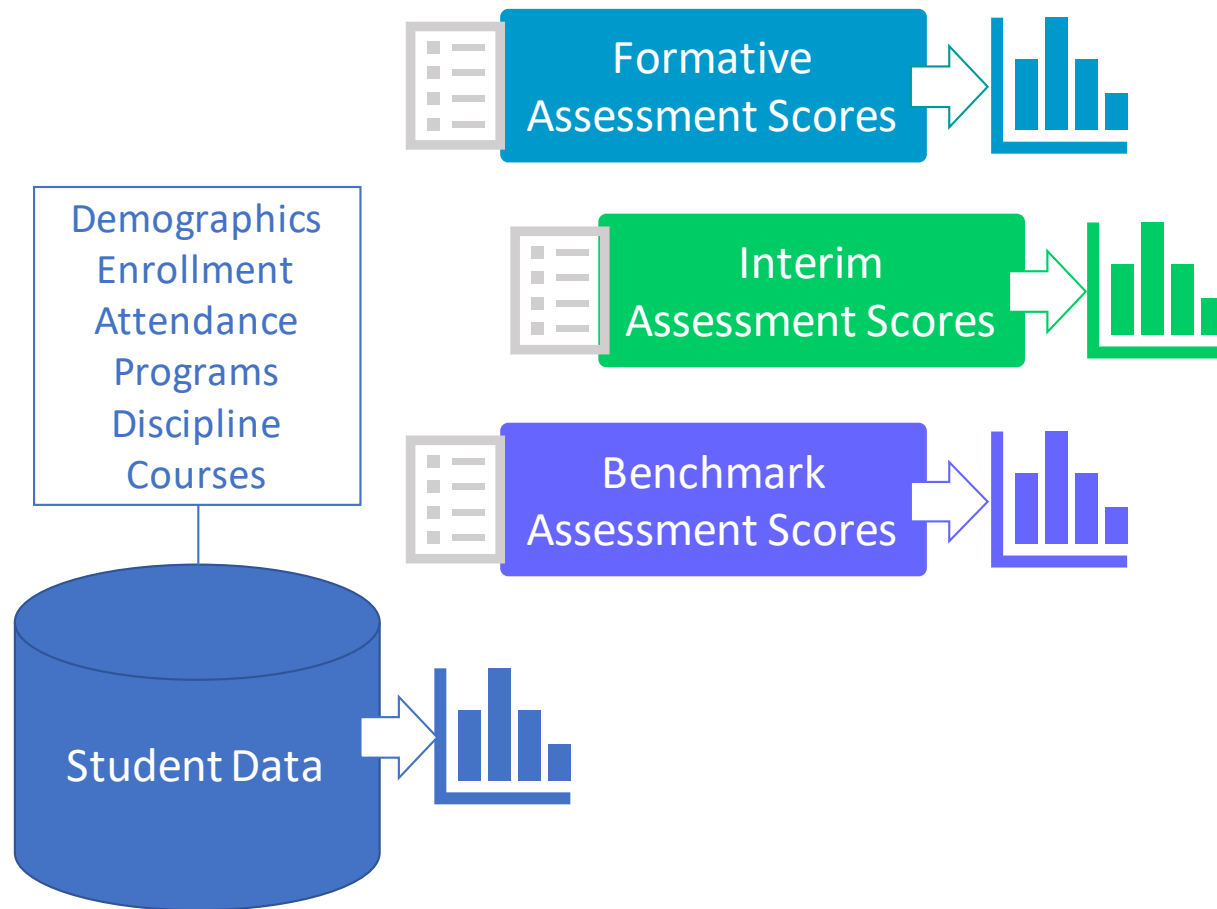 Formative
Assessment Scores
Interim
Assessment Scores
Benchmark
Assessment Scores
Demographics
Enrollment
Attendance
Programs
Discipline
Courses
Student Data